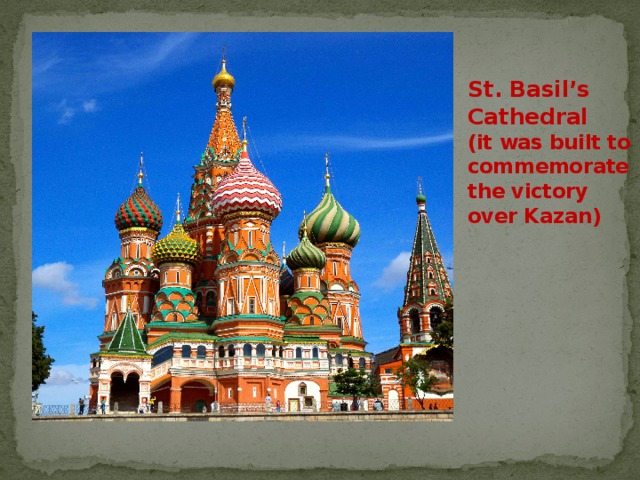 St. Basil’s
Cathedral
(it was built to
commemorate
the victory
over Kazan)